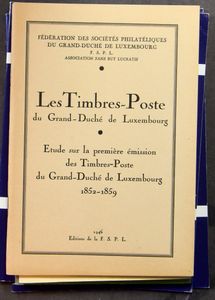 FÉDÉRATION DES SOCIÉTÉS PHILATÉLIQUES
DU GRAND-DUCHÉ DE LUXEMBOURG
F. S. P. L.
ASSOCIATION SANS BUT LUCRATIF
Les Timbres-Poste
du Grand-Duché de Luxembourg
Etude sur la première émission
des Timbres-Poste
du Grand-Duché de Luxembourg
1852-1859
1946
Editions de la F. S. P. L.